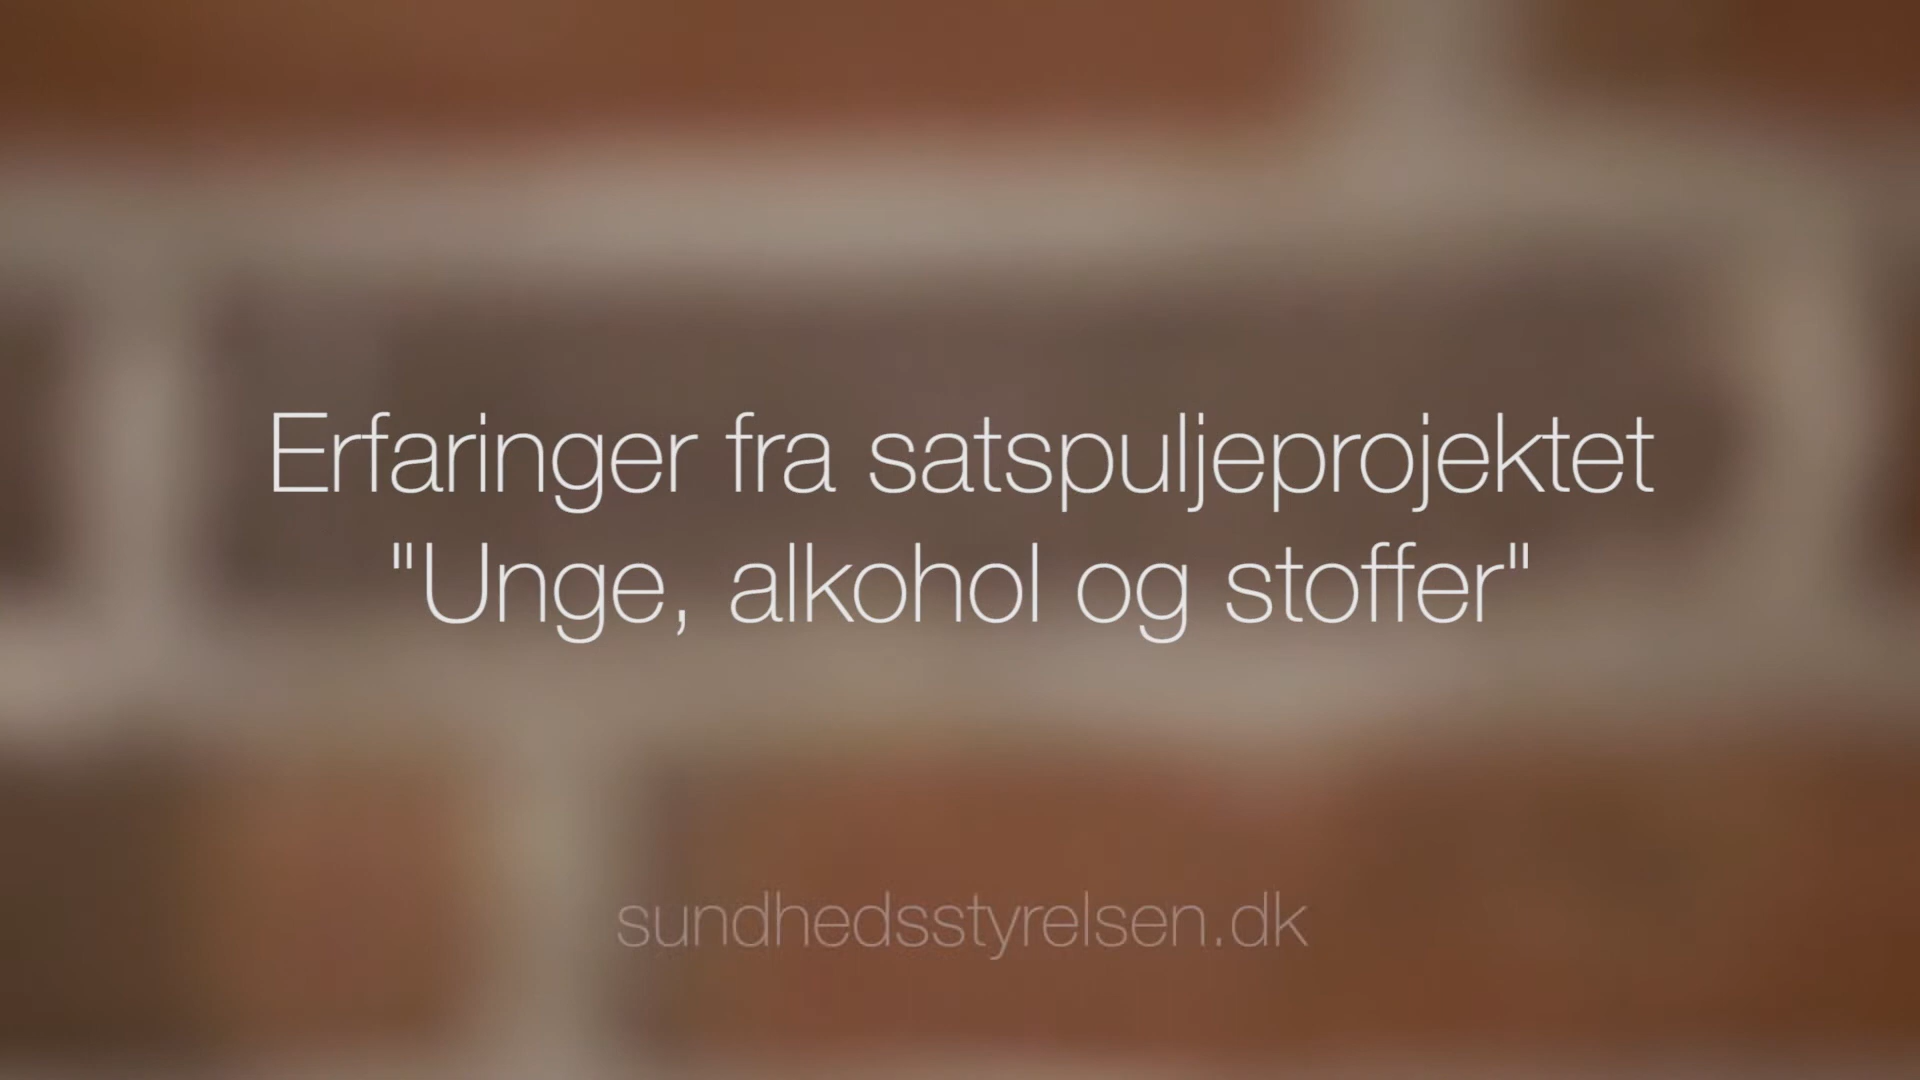 Erfaringer fra satspuljeprojektet
"Unge, alkohol og stoffer"
sundhedsstyrelsen.dk